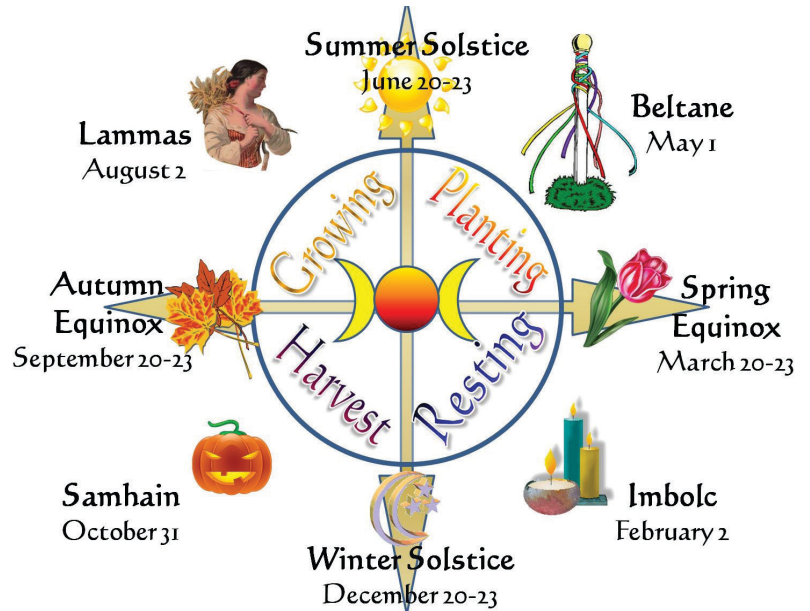 Summer Solstice
June 20-23
Beltane
May 1
Lammas
August 2
Growing
Planting
Autumn
Equinox
September 20-23
Spring
Equinox
March 20-23
Harvest
Resting
Samhain
October 31
Imbolc
February 2
Winter Solstice
December 20-23